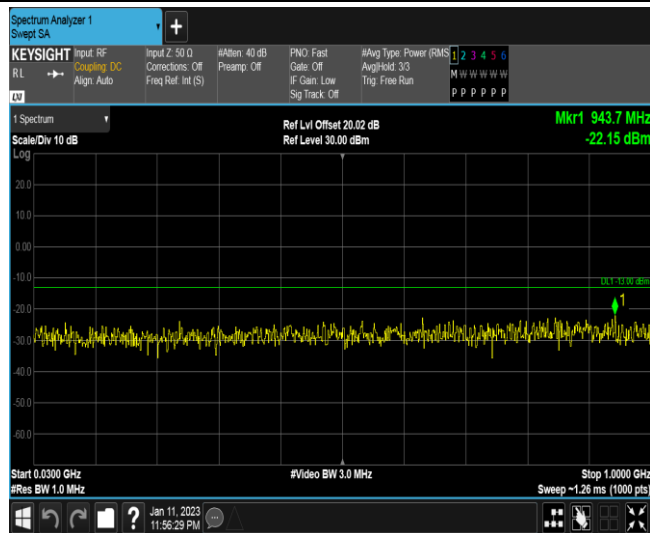 Spectrum Analyzer 1
Swept SA
+
KEYSIGHT
RL
LXI
Input: RF
Coupling: DC
Align: Auto
Input Z: 50 Ω
Corrections: Off
Freq Ref: Int (S)
#Atten: 40 dB
Preamp: Off
PNO: Fast
Gate: Off
IF Gain: Low
Sig Track: Off
#Avg Type: Power (RMS
Avg|Hold: 3/3
Trig: Free Run
1 2 3 4 5 6
M W W W W W
P P P P P P
1 Spectrum
Scale/Div 10 dB
Log
Ref Lvl Offset 20.02 dB
Ref Level 30.00 dBm
Mkr1 943.7 MHz
-22.15 dBm
20.0
10.0
0.00
-10.0
DL1 -13.00 dBm
1
-20.0
-30.0
-40.0
-50.0
-60.0
Start 0.0300 GHz
#Res BW 1.0 MHz
#Video BW 3.0 MHz
Stop 1.0000 GHz
Sweep ~1.26 ms (1000 pts)
?
Jan 11, 2023
11:56:29 PM